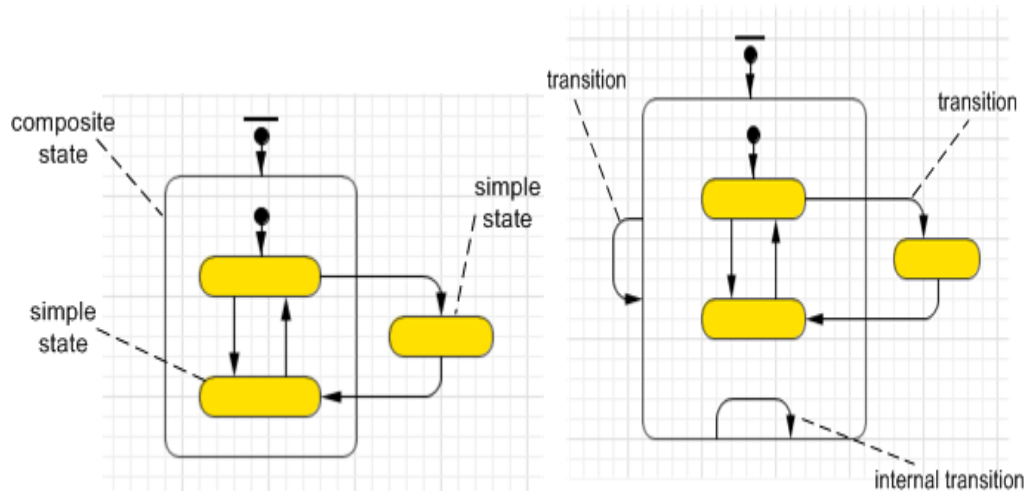 composite
state
simple
state
simple
state
transition
transition
internal transition